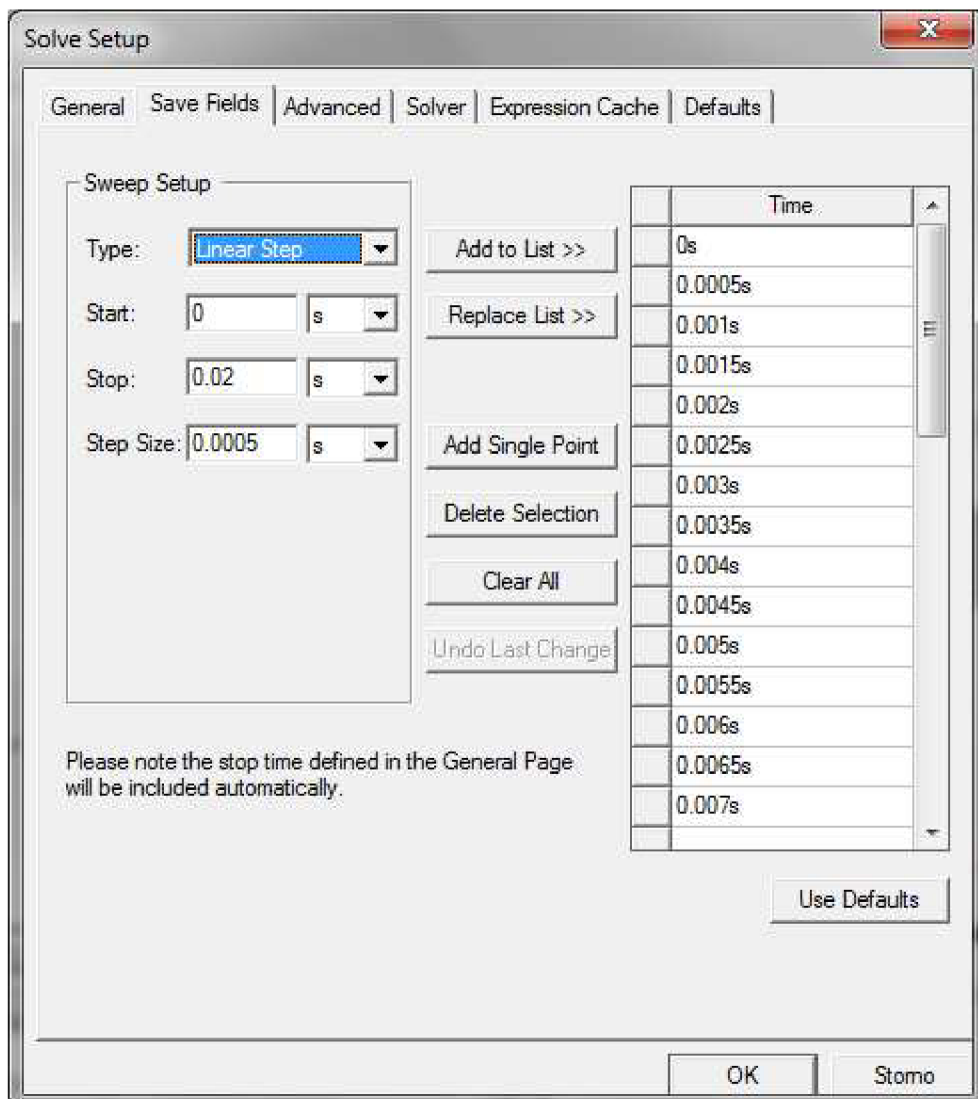 Solve Setup
X
General Save Fields Advanced Solver Expression Cache Defaults
Sweep Setup
Type: Linear Step
Start: 0 s
Stop: 0.02 s
Step Size: 0.0005 s
Add to List >>
Replace List >>
Add Single Point
Delete Selection
Clear All
Undo Last Change
Please note the stop time defined in the General Page
will be included automatically.
Time
0s
0.0005s
0.001s
0.0015s
0.002s
0.0025s
0.003s
0.0035s
0.004s
0.0045s
0.005s
0.0055s
0.006s
0.0065s
0.007s
Use Defaults
OK Storno